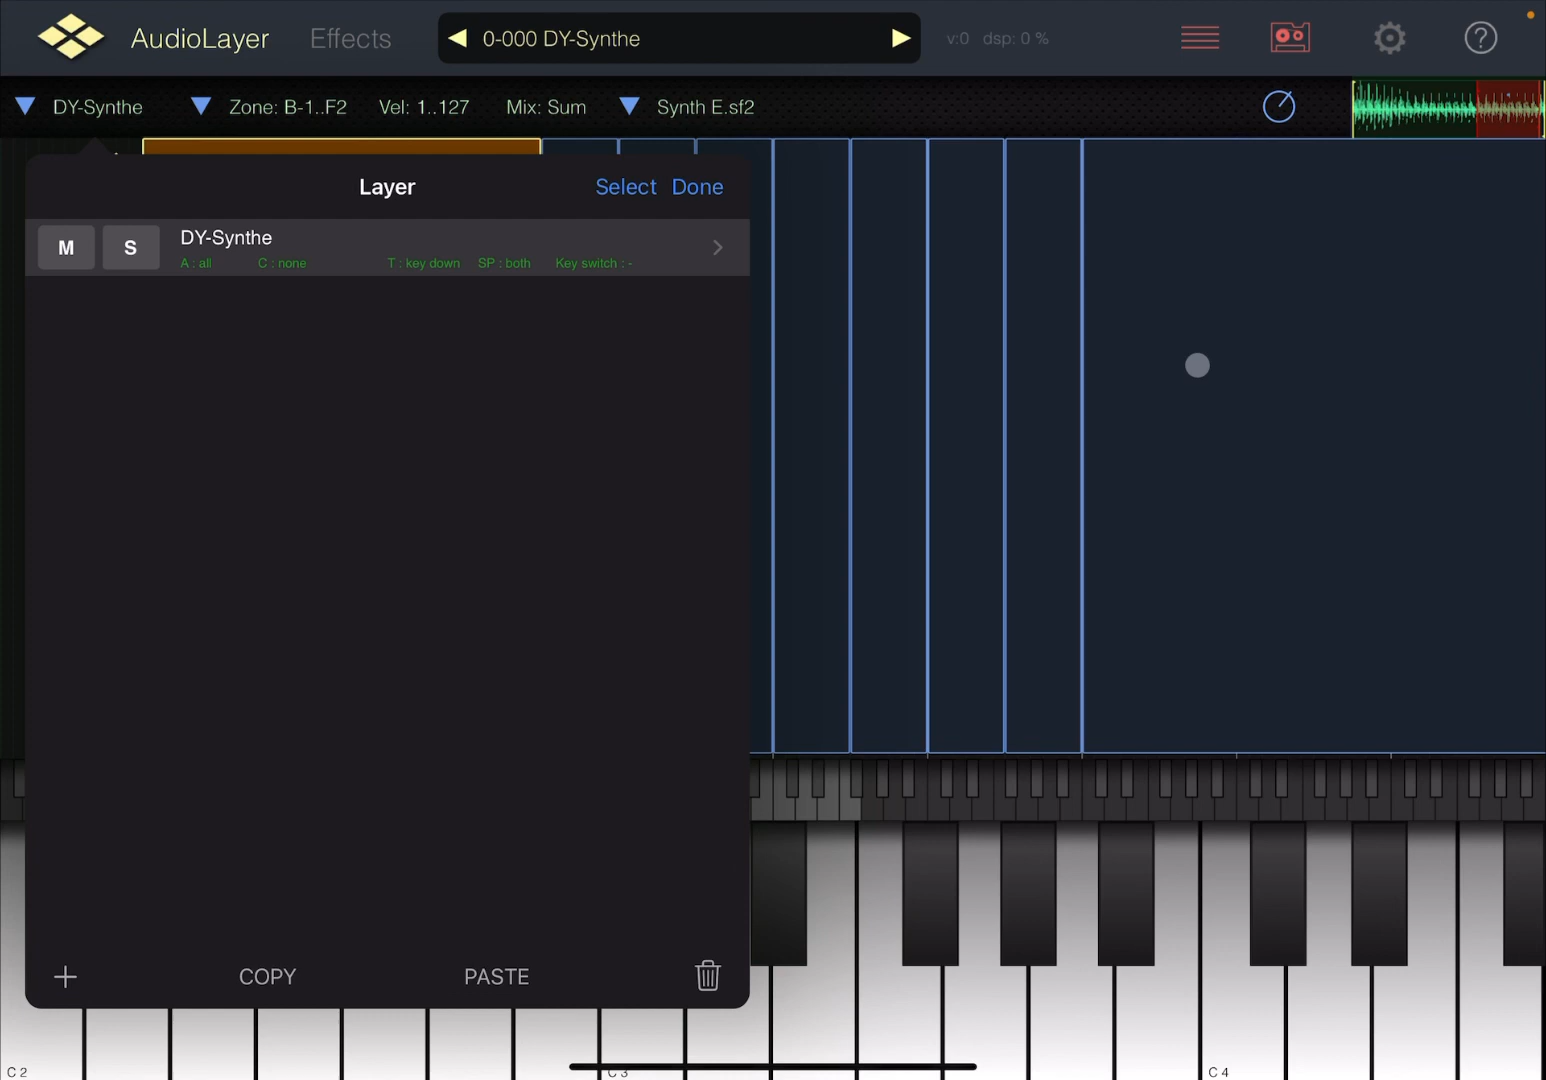 AudioLayer Effects 0-000 DY-Synthe v:0 dsp: 0 % ?
DY-Synthe Zone: B-1..F2 Vel: 1..127 Mix: Sum Synth E.sf2
Layer Select Done
M S DY-Synthe
A : all C : none T : key down SP : both Key switch : -
COPY PASTE
C 2 C 3 C 4